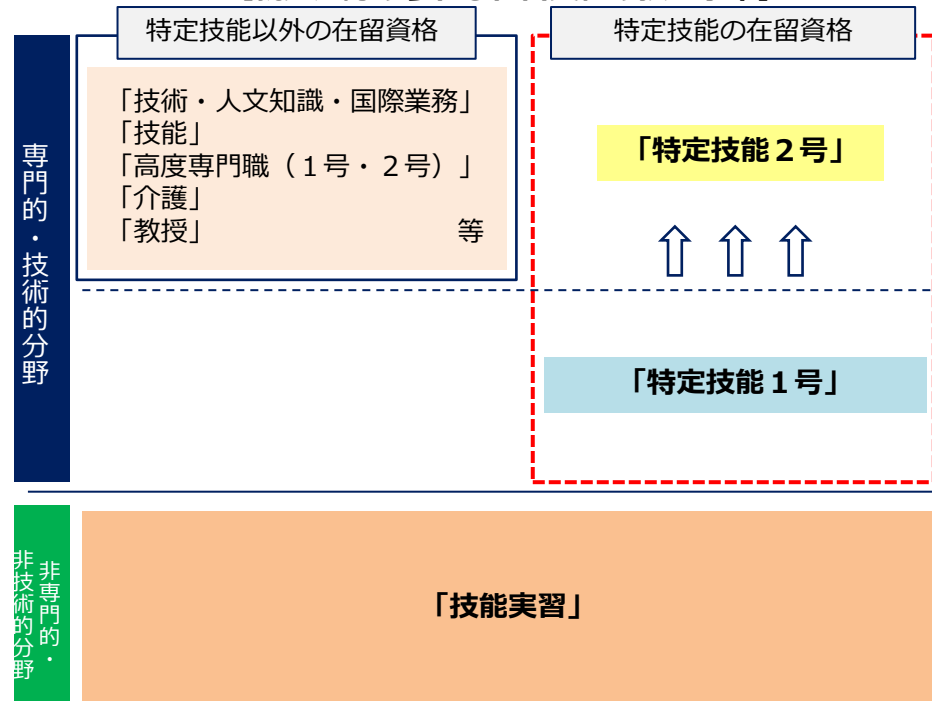 特定技能以外の在留資格
特定技能の在留資格
専門的・技術的分野
「技術・人文知識・国際業務」
「技能」
「高度専門職（１号・２号）」
「介護」
「教授」 等
「特定技能２号」
「特定技能１号」
非専門的・
非技術的分野
「技能実習」